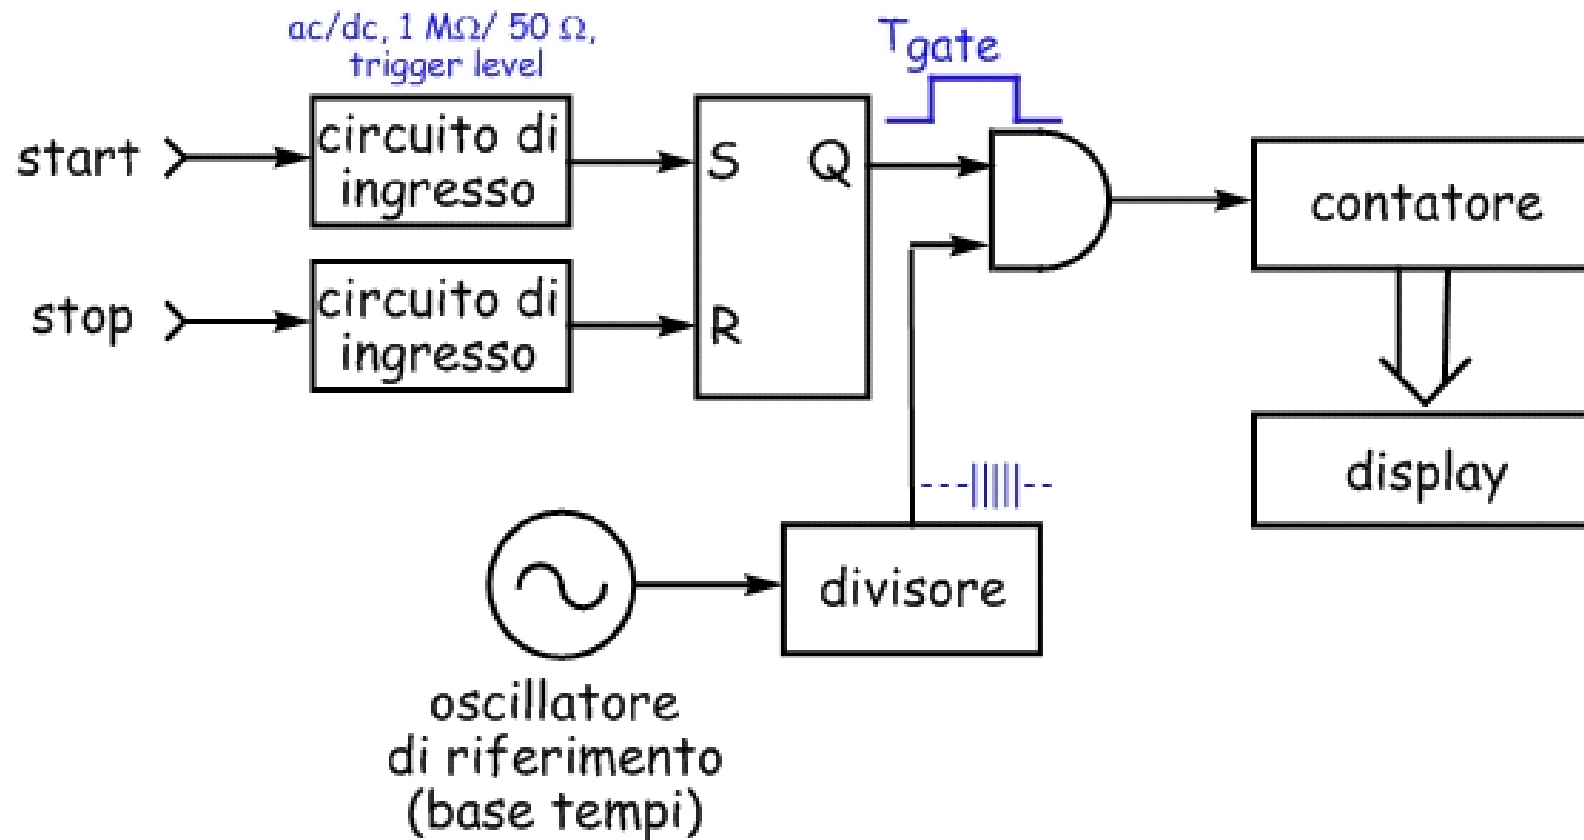 ac/dc, 1 MΩ/ 50 Ω,
trigger level
Tgate
start
circuito di
ingresso
S
Q
contatore
stop
circuito di
ingresso
R
display
divisore
oscillatore
di riferimento
(base tempi)